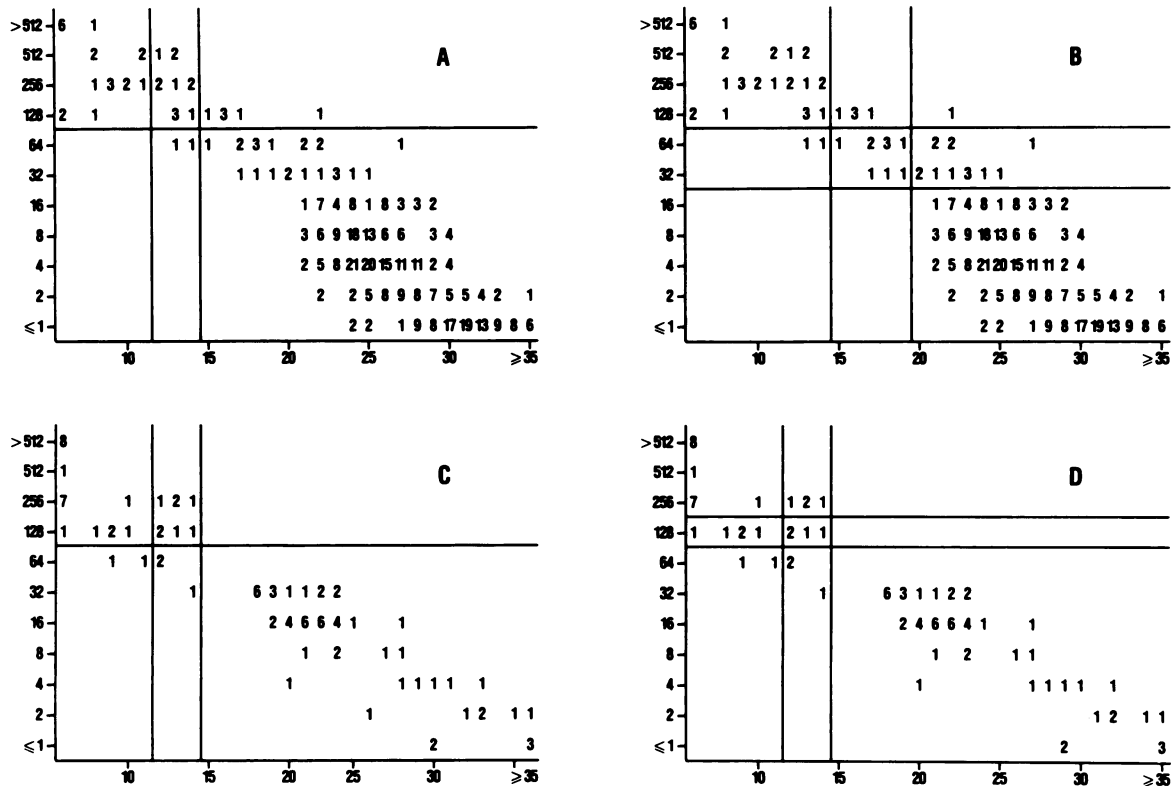 >512 6 1
512 2 2 1 2
A
256 1 3 2 1 2 1 2
128 2 1 3 1 1 3 1 1
64 1 1 1 2 3 1 2 2 1
32 1 1 1 2 1 1 3 1 1
16 1 7 4 8 1 8 3 3 2
8 3 6 9 18 13 6 6 3 4
4 2 5 8 21 20 15 11 11 2 4
2 2 2 5 8 9 8 7 5 5 4 2 1
⩽1 2 2 1 9 8 17 19 13 9 8 6
10 15 20 25 30 ⩾35
>512 6 1
512 2 2 1 2
B
256 1 3 2 1 2 1 2
128 2 1 3 1 1 3 1 1
64 1 1 1 2 3 1 2 2 1
32 1 1 1 2 1 1 3 1 1
16 1 7 4 8 1 8 3 3 2
8 3 6 9 18 13 6 6 3 4
4 2 5 8 21 20 15 11 11 2 4
2 2 2 5 8 9 8 7 5 5 4 2 1
⩽1 2 2 1 9 8 17 19 13 9 8 6
10 15 20 25 30 ⩾35
>512 8
512 1
C
256 7 1 1 2 1
128 1 1 2 1 2 1 1
64 1 1 2
32 1 6 3 1 1 2 2
16 2 4 6 6 4 1 1
8 1 2 1 1
4 1 1 1 1 1 1
2 1 1 2 1 1
⩽1 2 3
10 15 20 25 30 ⩾35
>512 8
512 1
D
256 7 1 1 2 1
128 1 1 2 1 2 1 1
64 1 1 2
32 1 6 3 1 1 2 2
16 2 4 6 6 4 1 1
8 1 2 1 1
4 1 1 1 1 1 1
2 1 1 2 1 1
⩽1 2 3
10 15 20 25 30 ⩾35